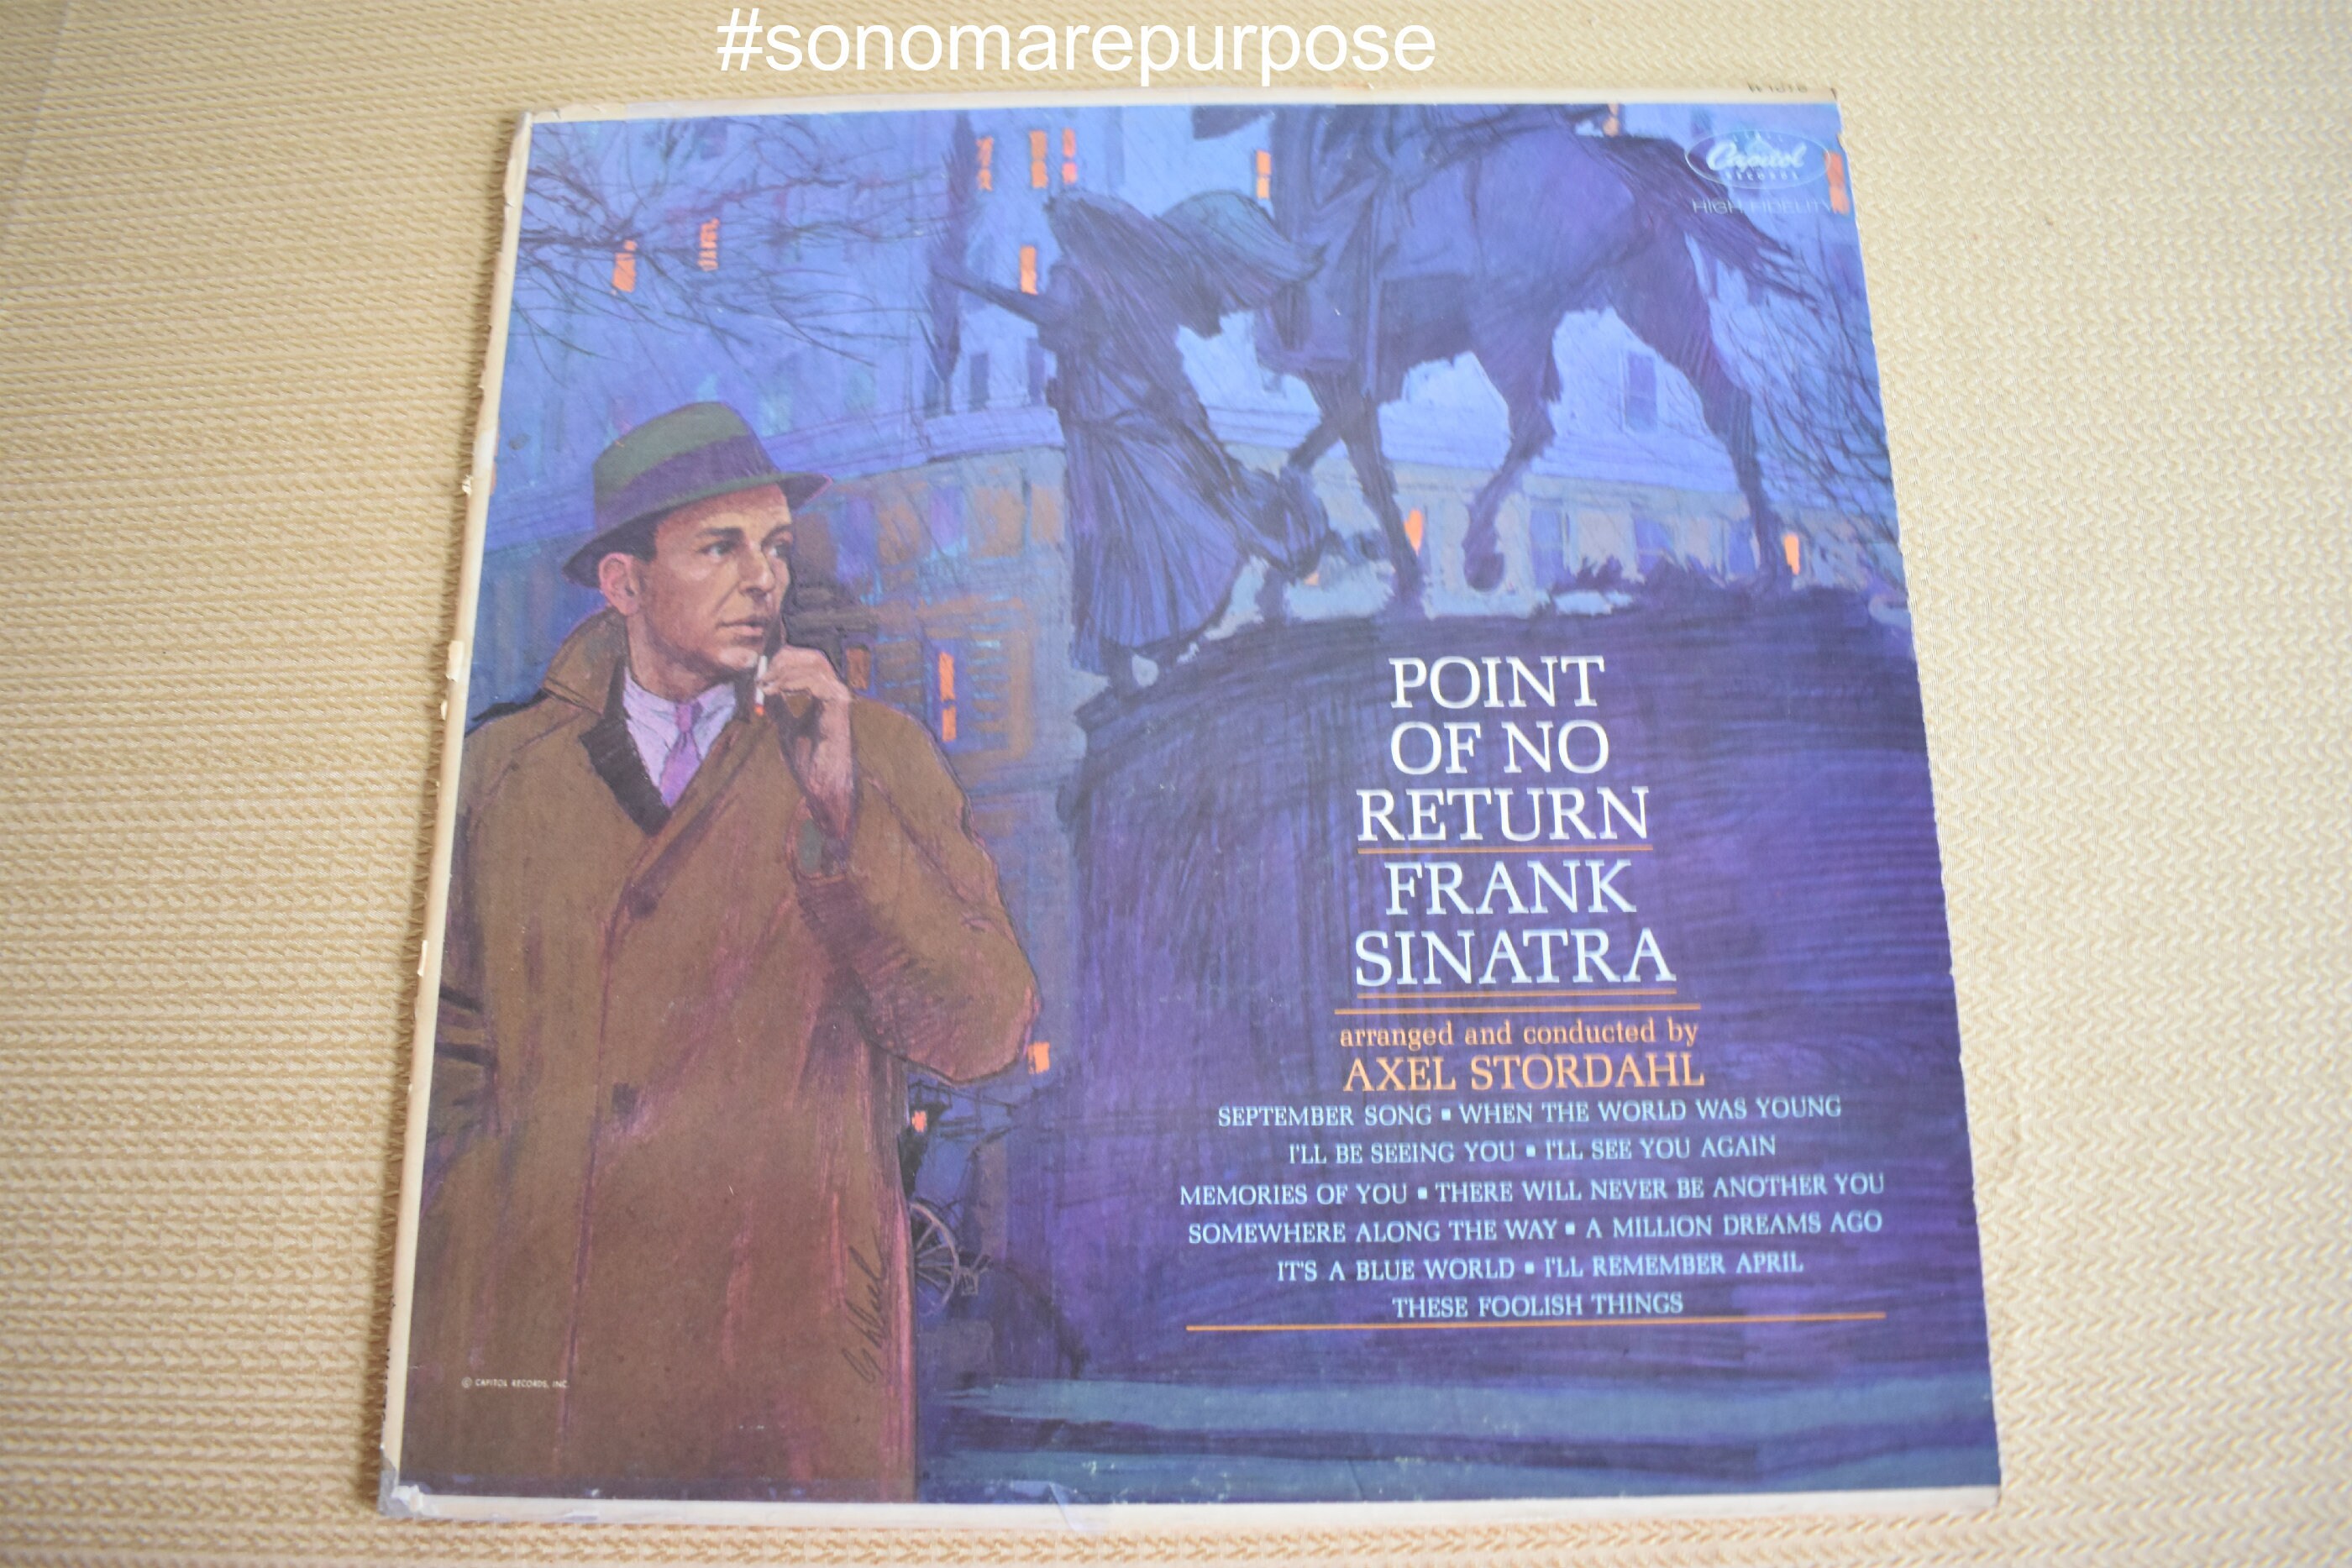 #sonomarepurpose
Capitol
RECORDS
HIGH FIDELITY
POINT
OF NO
RETURN
FRANK
SINATRA
arranged and conducted by
AXEL STORDAHL
SEPTEMBER SONG ▪ WHEN THE WORLD WAS YOUNG
I'LL BE SEEING YOU ▪ I'LL SEE YOU AGAIN
MEMORIES OF YOU ▪ THERE WILL NEVER BE ANOTHER YOU
SOMEWHERE ALONG THE WAY ▪ A MILLION DREAMS AGO
IT'S A BLUE WORLD ▪ I'LL REMEMBER APRIL
THESE FOOLISH THINGS
© CAPITOL RECORDS, INC.